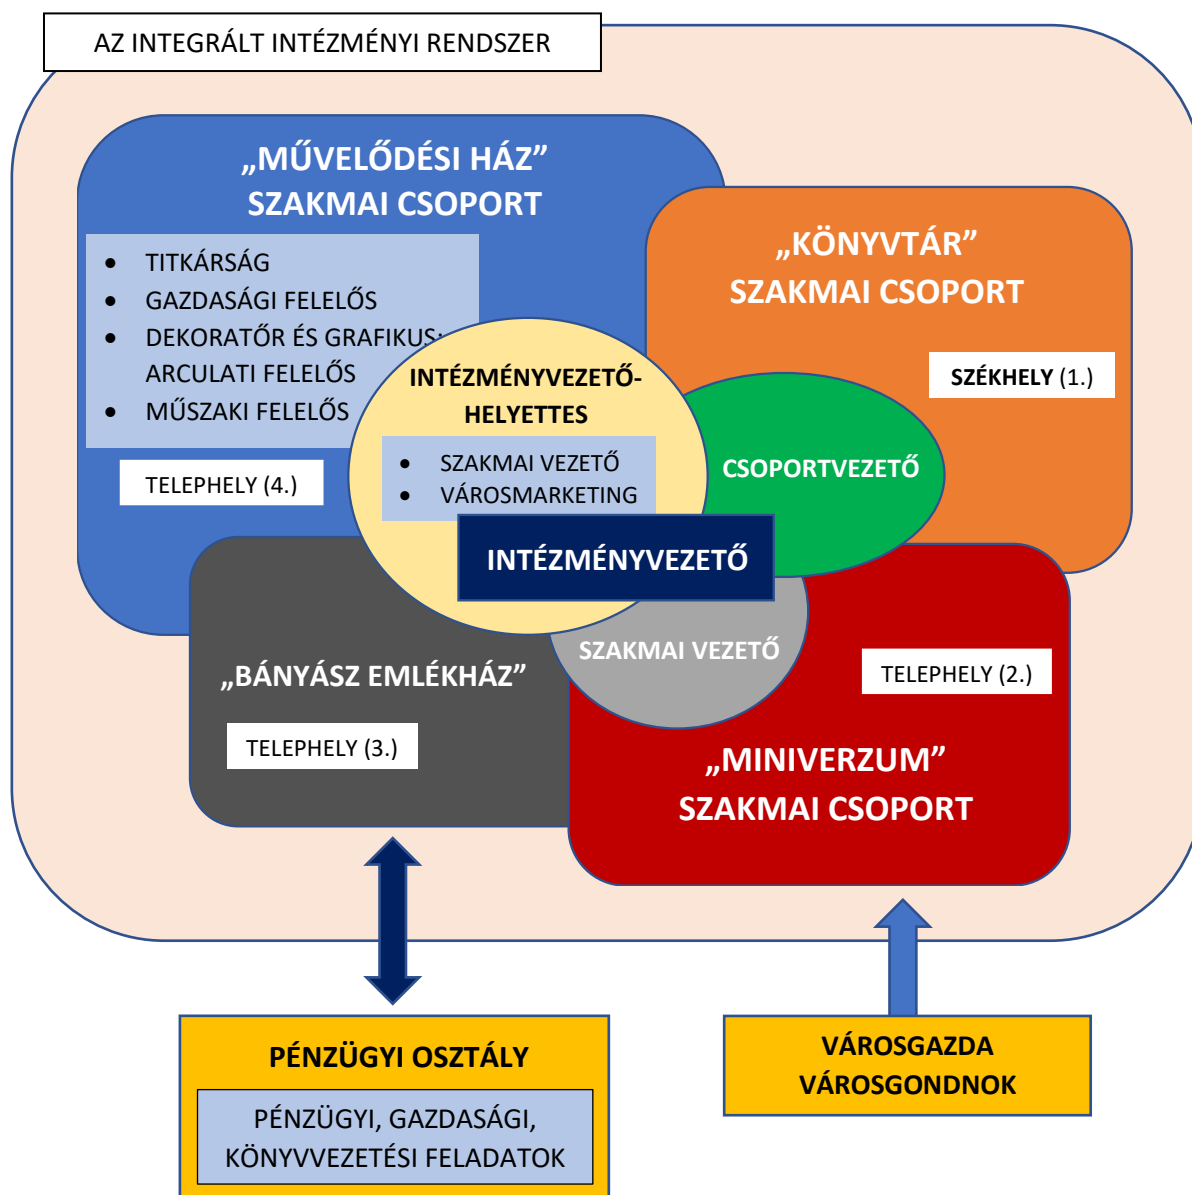 AZ INTEGRÁLT INTÉZMÉNYI RENDSZER
„MŰVELŐDÉSI HÁZ”
SZAKMAI CSOPORT
• TITKÁRSÁG
• GAZDASÁGI FELELŐS
• DEKORATŐR ÉS GRAFIKUS;
ARCULATI FELELŐS
• MŰSZAKI FELELŐS
TELEPHELY (4.)
„KÖNYVTÁR”
SZAKMAI CSOPORT
SZÉKHELY (1.)
INTÉZMÉNYVEZETŐ-
HELYETTES
• SZAKMAI VEZETŐ
• VÁROSMARKETING
CSOPORTVEZETŐ
INTÉZMÉNYVEZETŐ
SZAKMAI VEZETŐ
„BÁNYÁSZ EMLÉKHÁZ”
TELEPHELY (3.)
TELEPHELY (2.)
„MINIVERZUM”
SZAKMAI CSOPORT
PÉNZÜGYI OSZTÁLY
PÉNZÜGYI, GAZDASÁGI,
KÖNYVVEZETÉSI FELADATOK
VÁROSGAZDA
VÁROSGONDNOK